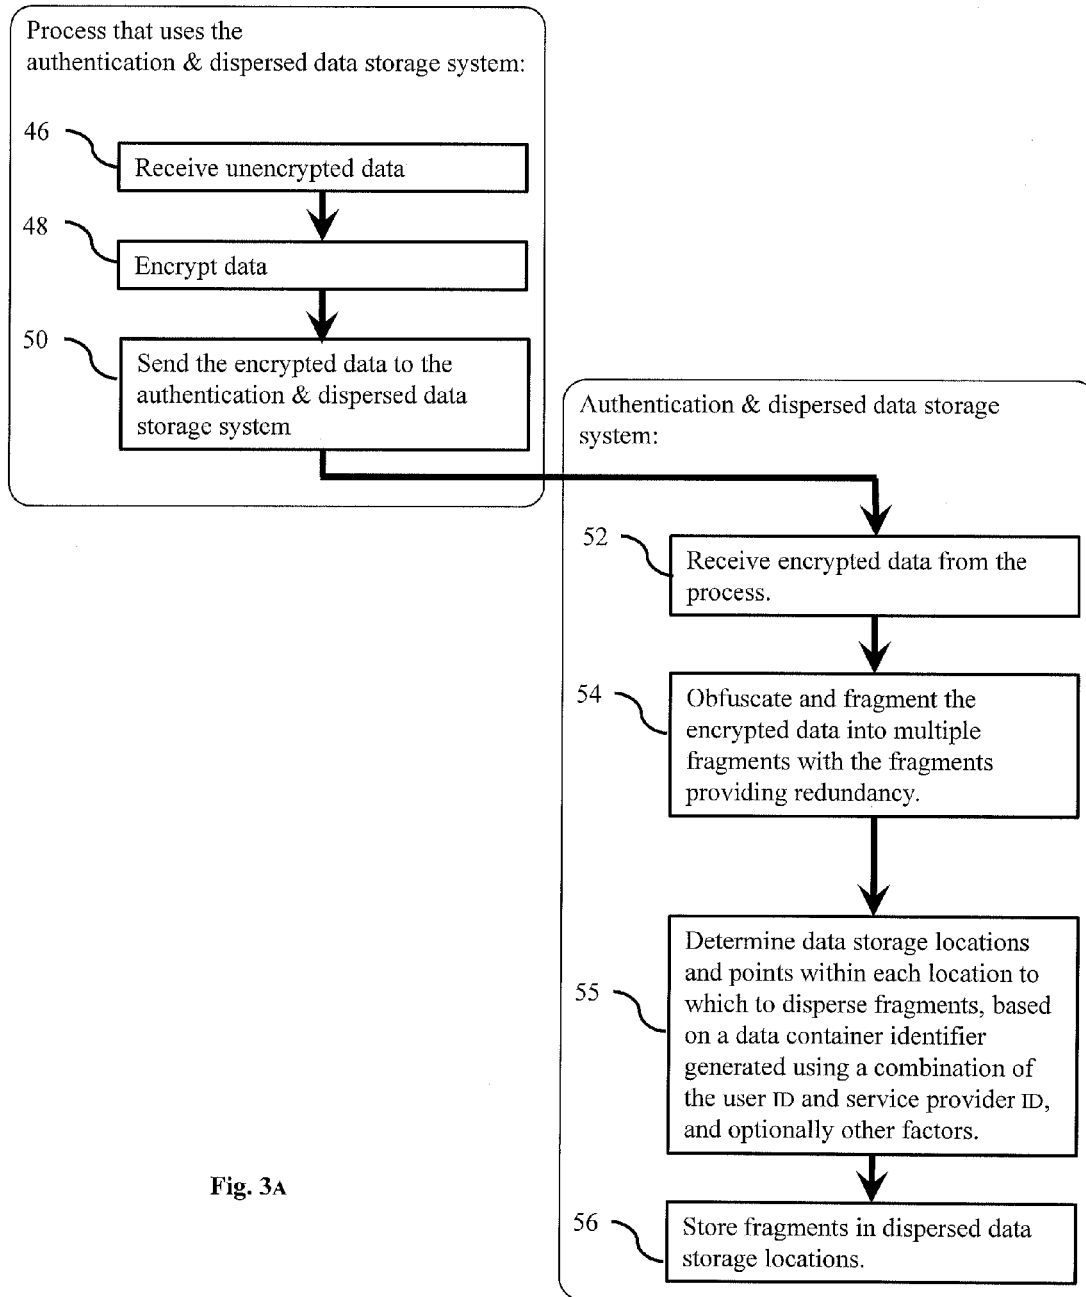 Process that uses the
authentication & dispersed data storage system:
46
Receive unencrypted data
48
Encrypt data
50
Send the encrypted data to the
authentication & dispersed data
storage system
Authentication & dispersed data storage
system:
52
Receive encrypted data from the
process.
54
Obfuscate and fragment the
encrypted data into multiple
fragments with the fragments
providing redundancy.
55
Determine data storage locations
and points within each location to
which to disperse fragments, based
on a data container identifier
generated using a combination of
the user ID and service provider ID,
and optionally other factors.
56
Store fragments in dispersed data
storage locations.
Fig. 3A